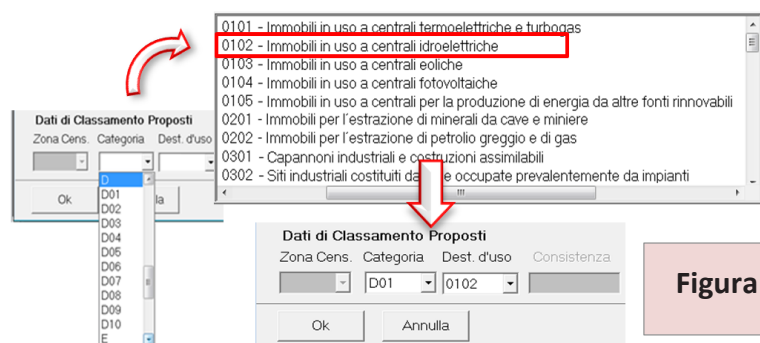 0101 - Immobili in uso a centrali termoelettriche e turbogas
0102 - Immobili in uso a centrali idroelettriche
0103 - Immobili in uso a centrali eoliche
0104 - Immobili in uso a centrali fotovoltaiche
0105 - Immobili in uso a centrali per la produzione di energia da altre fonti rinnovabili
0201 - Immobili per l'estrazione di minerali da cave e miniere
0202 - Immobili per l'estrazione di petrolio greggio e di gas
0301 - Capannoni industriali e costruzioni assimilabili
0302 - Siti industriali costituiti da occupate prevalentemente da impianti
Dati di Classamento Proposti
Zona Cens. Categoria Dest. d'uso
Ok la
D
D01
D02
D03
D04
D05
D06
D07
D08
D09
D10
E
Dati di Classamento Proposti
Zona Cens. Categoria Dest. d'uso Consistenza
D01 0102
Ok Annulla
Figura